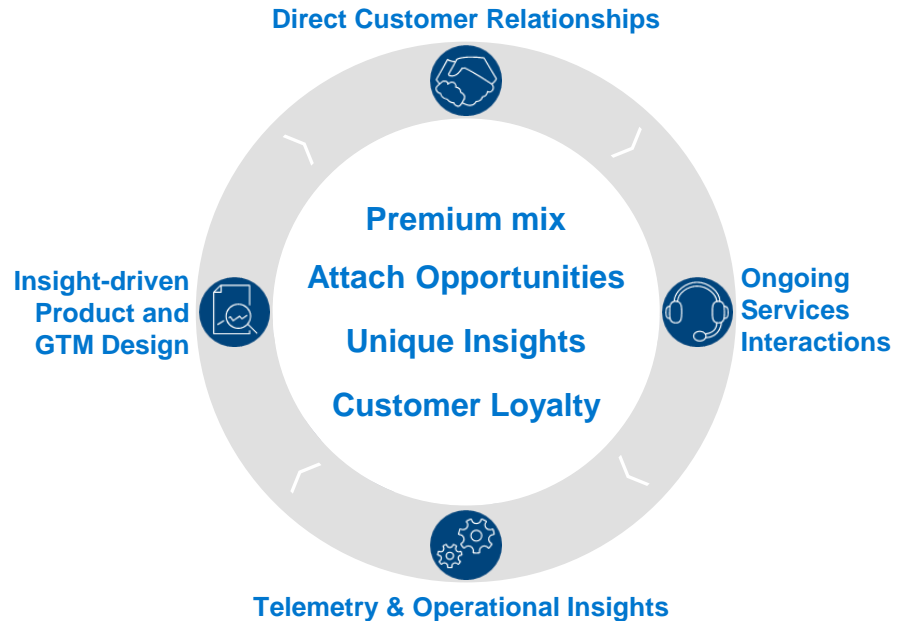 Direct Customer Relationships
Premium mix
Attach Opportunities
Unique Insights
Customer Loyalty
Insight-driven
Product and
GTM Design
Ongoing
Services
Interactions
Telemetry & Operational Insights